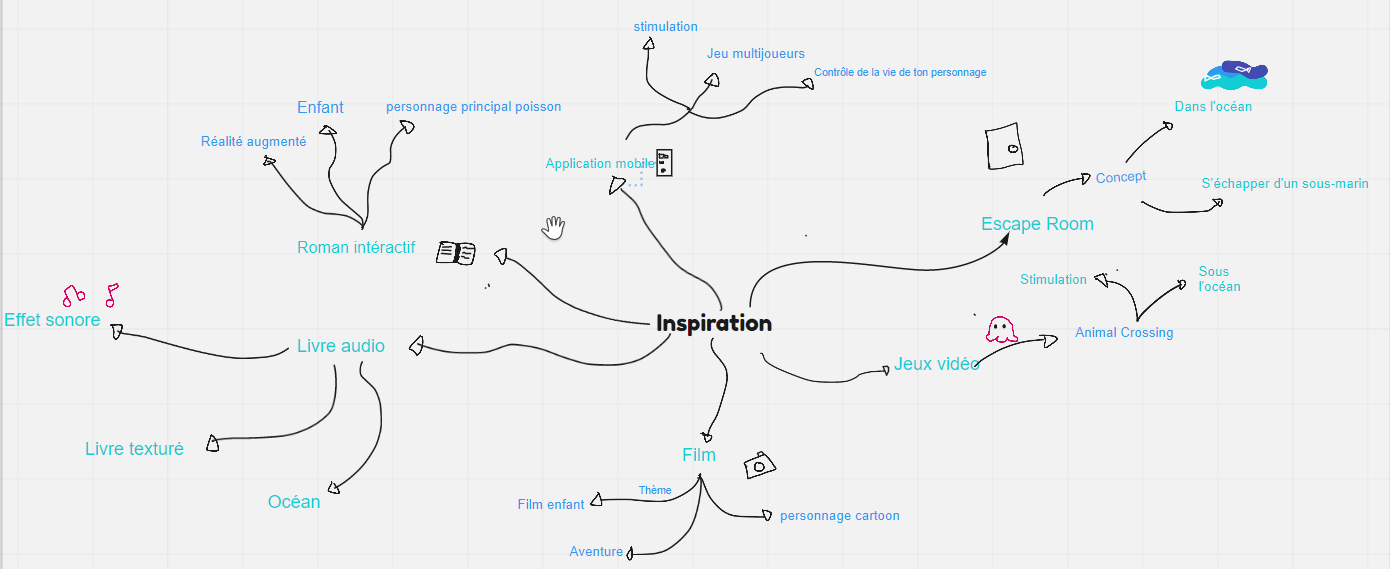 stimulation
Jeu multijoueurs
Contrôle de la vie de ton personnage
Enfant
personnage principal poisson
Dans l'océan
Réalité augmenté
Application mobile
Concept
S'échapper d'un sous-marin
Escape Room
Roman intéractif
Stimulation
Sous
l'océan
Effet sonore
Inspiration
Animal Crossing
Livre audio
Jeux vidéo
Livre texturé
Film
Thème
Océan
Film enfant
personnage cartoon
Aventure